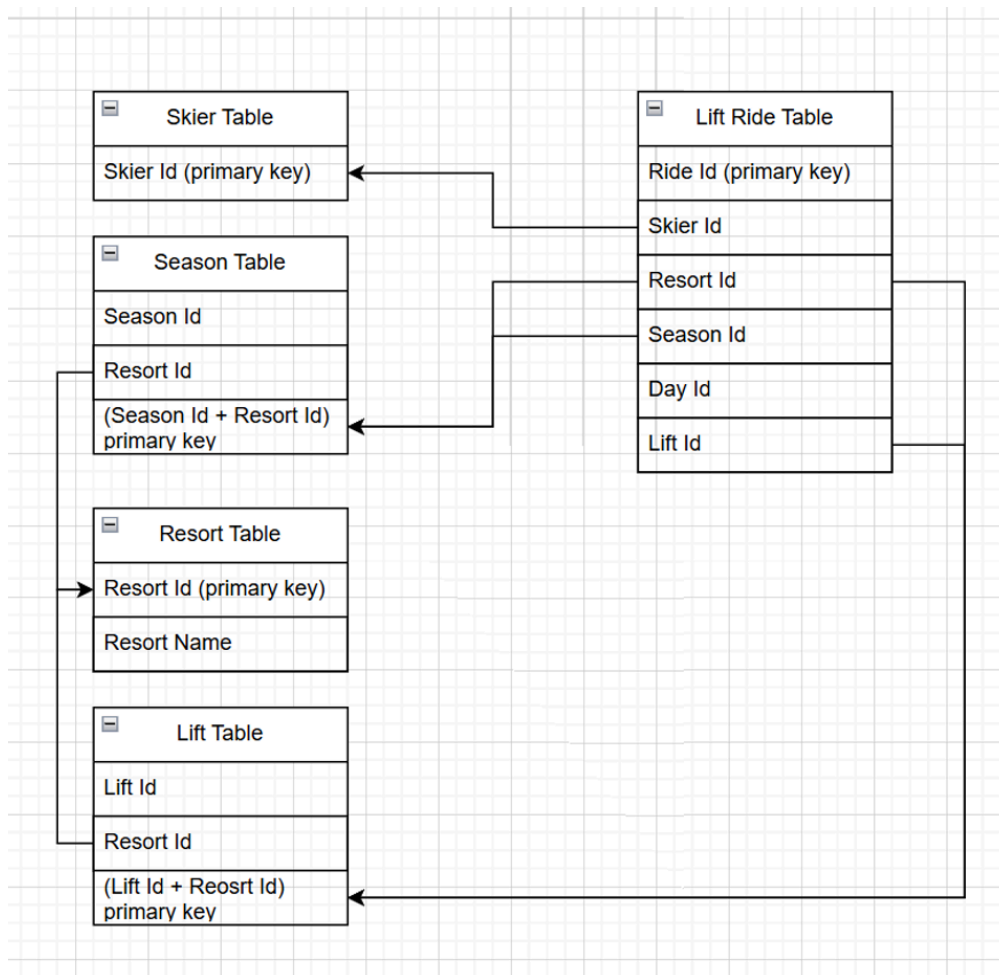 Skier Table
Skier Id (primary key)
Season Table
Season Id
Resort Id
(Season Id + Resort Id)
primary key
Resort Table
Resort Id (primary key)
Resort Name
Lift Table
Lift Id
Resort Id
(Lift Id + Reosrt Id)
primary key
Lift Ride Table
Ride Id (primary key)
Skier Id
Resort Id
Season Id
Day Id
Lift Id